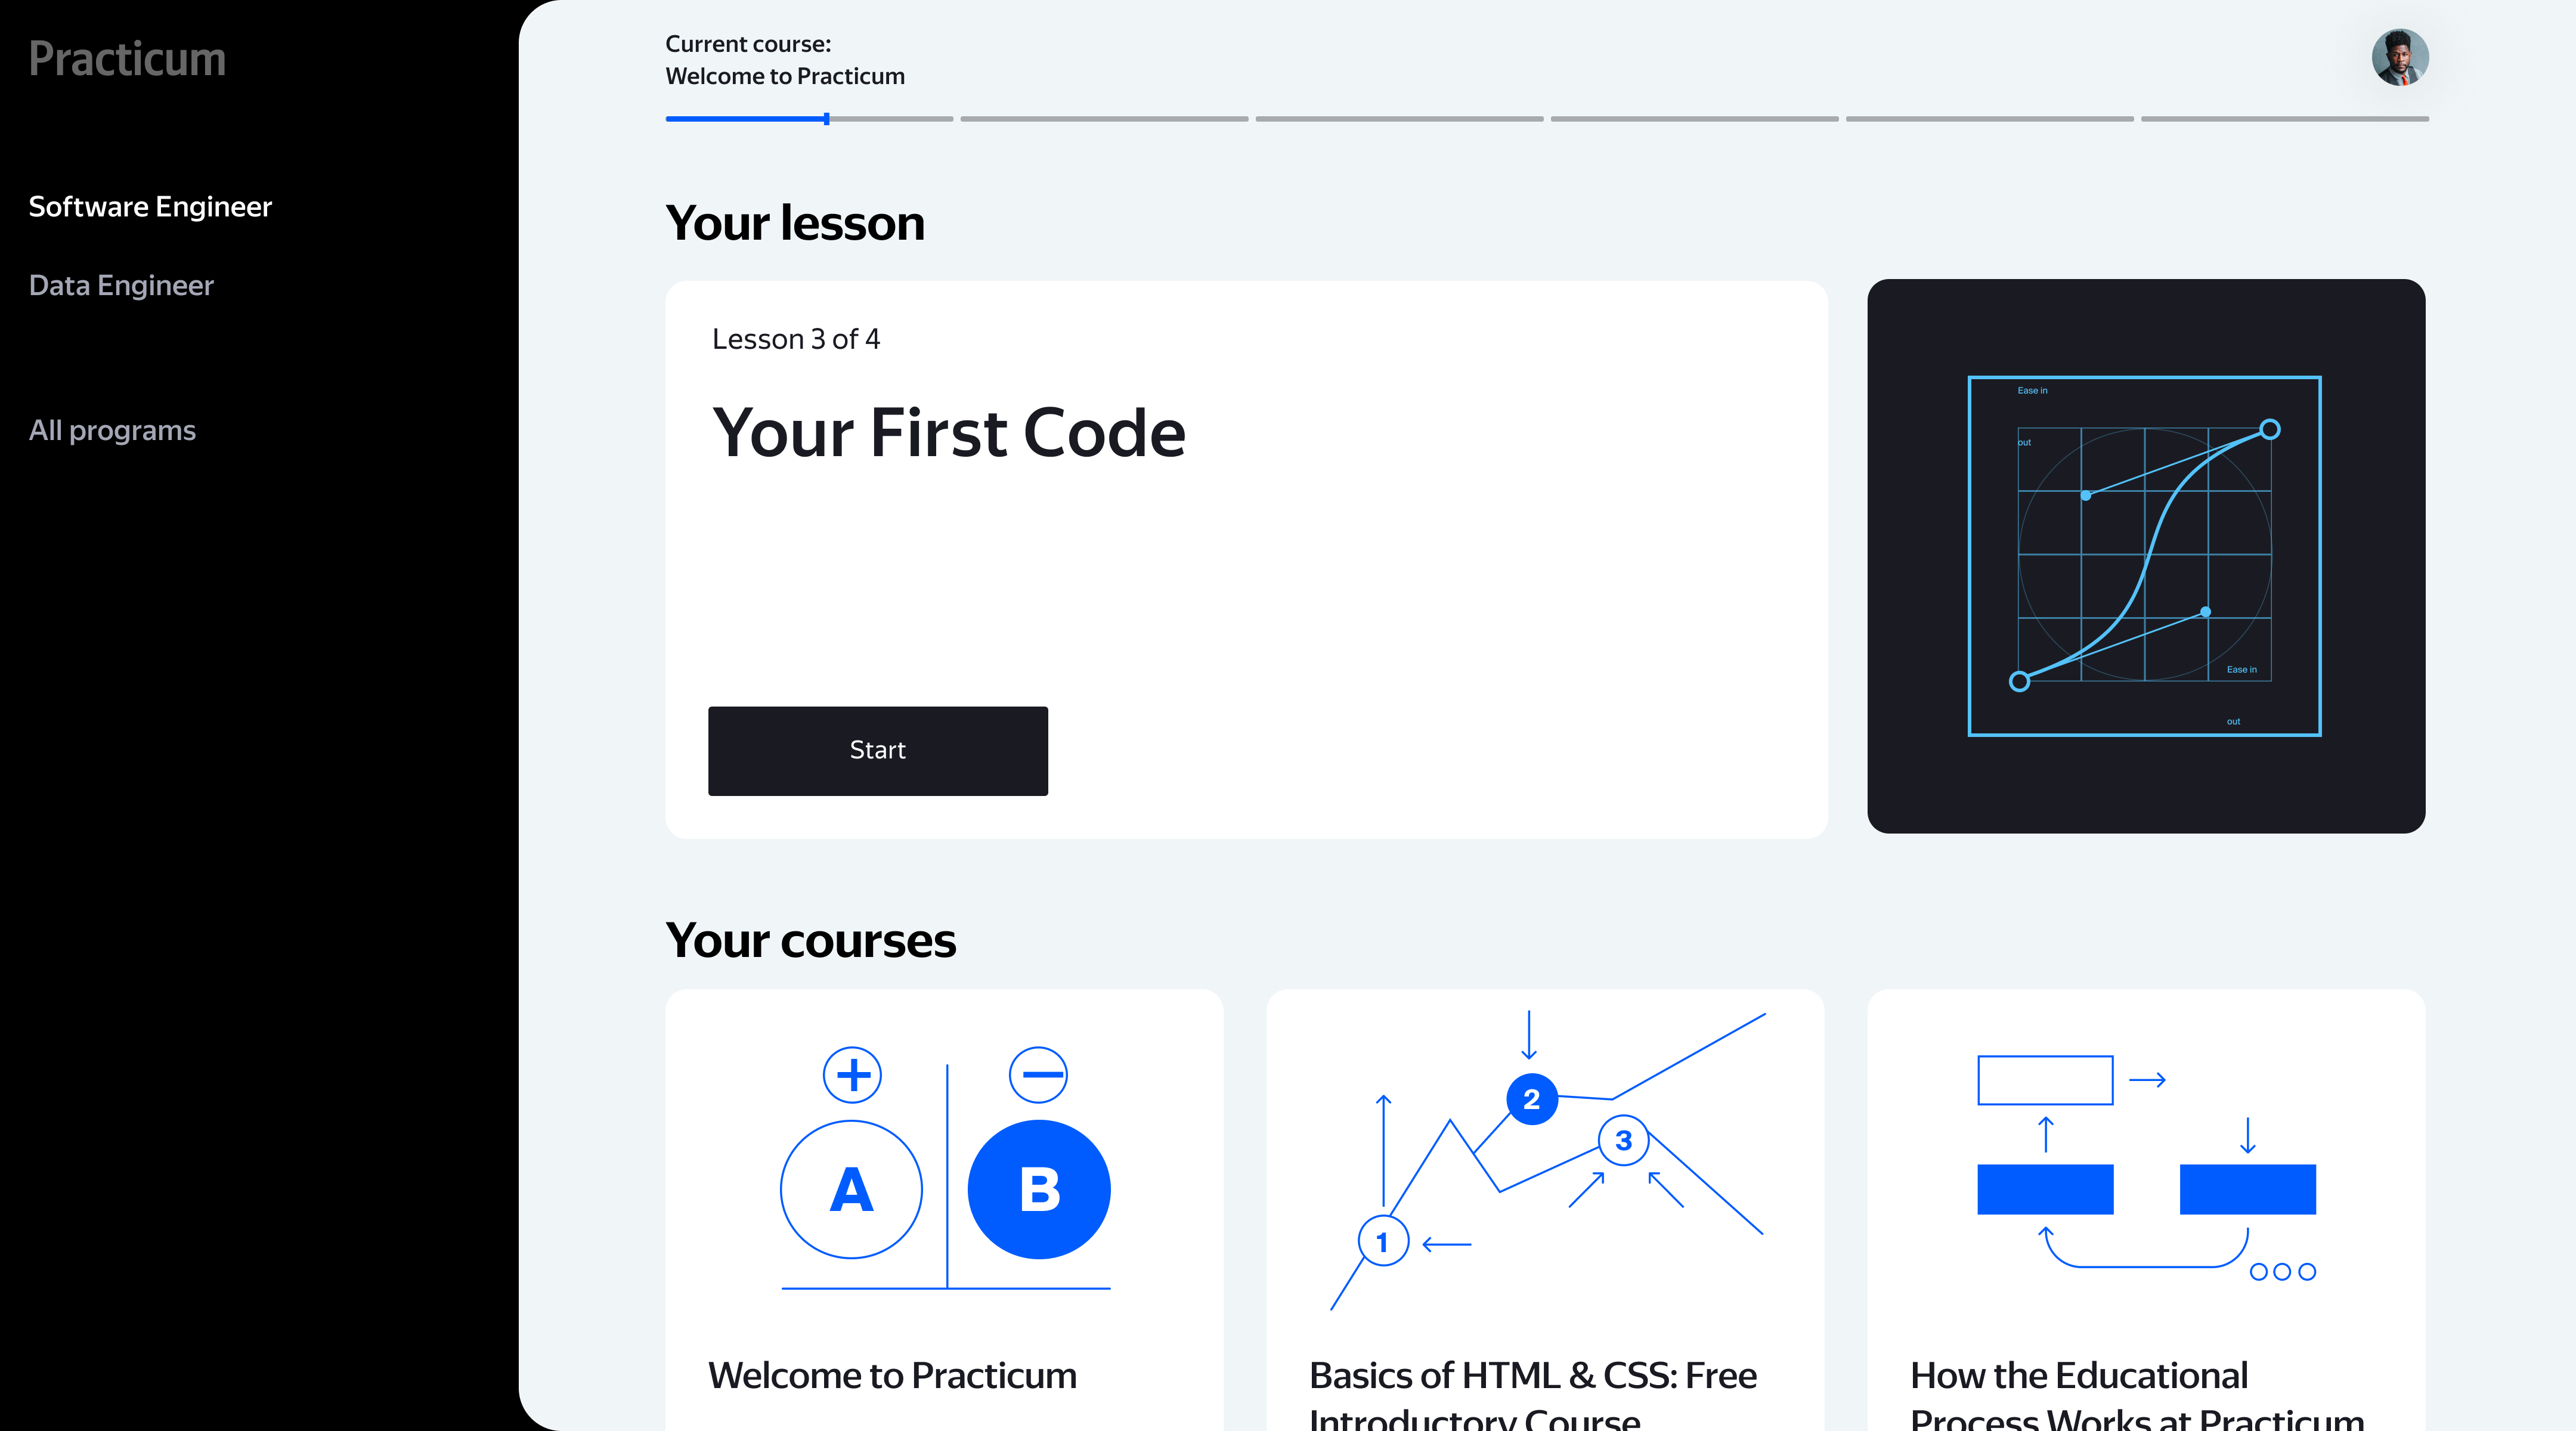 Practicum
Software Engineer
Data Engineer
All programs
Current course:
Welcome to Practicum
Your lesson
Lesson 3 of 4
Your First Code
Start
Ease in
out
Ease in
out
Your courses
A
B
Welcome to Practicum
1
2
3
Basics of HTML & CSS: Free
Introductory Course
How the Educational
Process Works at Practicum